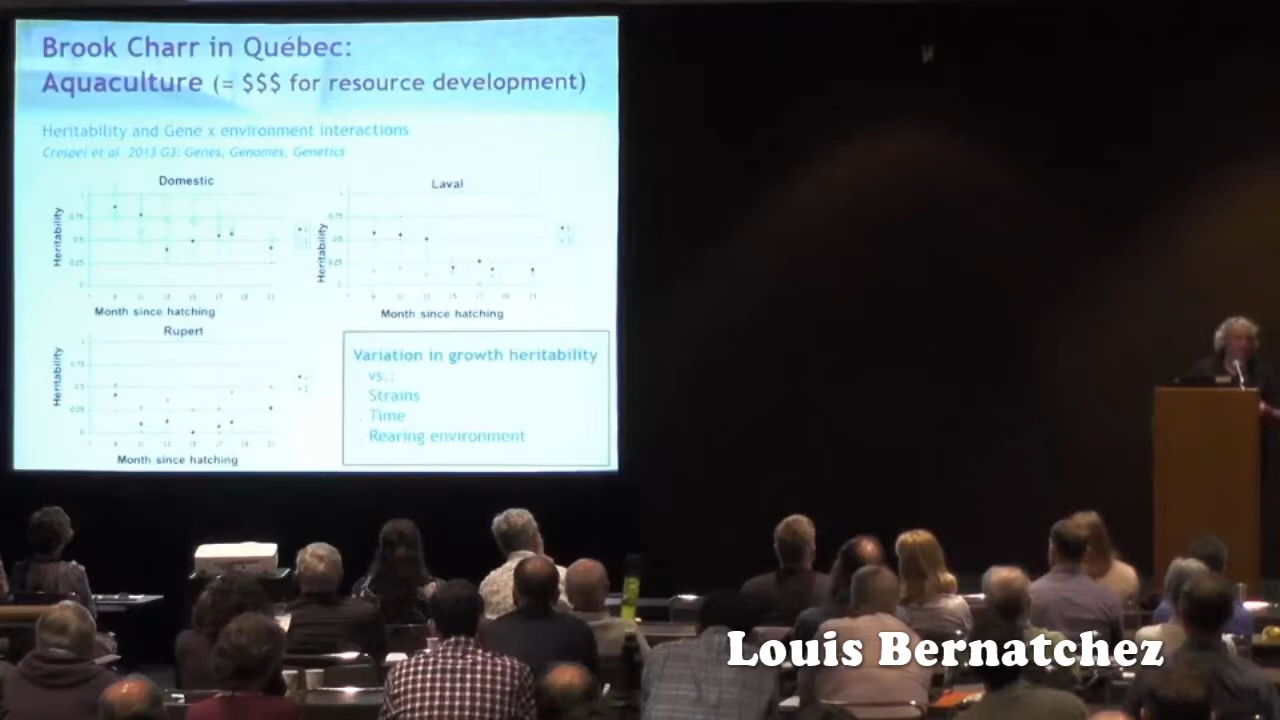 Brook Charr in Québec:
Aquaculture (= $$$ for resource development)
Heritability and Gene x environment interactions
Crespel et al 2013 G3: Genes, Genomes, Genetics
Domestic
Heritability
Month since hatching
Laval
Heritability
Month since hatching
Rupert
Heritability
Month since hatching
Variation in growth heritability
vs.:
Strains
Time
Rearing environment
Louis Bernatchez